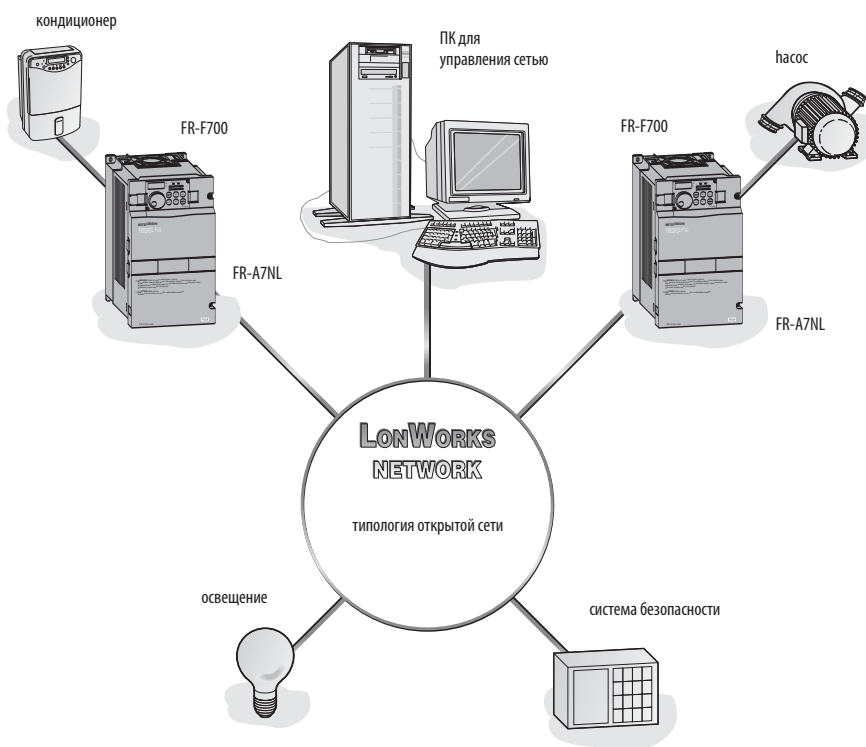 кондиционер
ПК для
управления сетью
hасос
FR-F700
FR-F700
FR-A7NL
FR-A7NL
LONWORKS
NETWORK
типология открытой сети
освещение
система безопасности